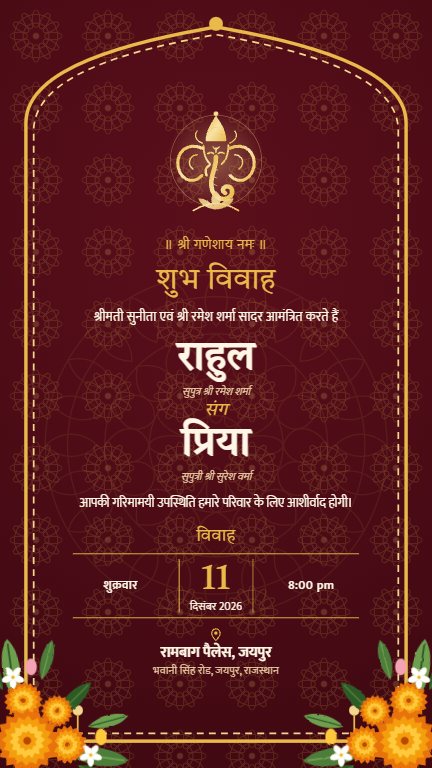 ॥ श्री गणेशाय नमः ॥
शुभ विवाह
श्रीमती सुनीता एवं श्री रमेश शर्मा सादर आमंत्रित करते हैं
राहुल
सुपुत्र श्री रमेश शर्मा
संग
प्रिया
सुपुत्री श्री सुरेश वर्मा
आपकी गरिमामयी उपस्थिति हमारे परिवार के लिए आशीर्वाद होगी।
विवाह
शुक्रवार
11
दिसंबर 2026
8:00 pm
रामबाग पैलेस, जयपुर
भवानी सिंह रोड, जयपुर, राजस्थान